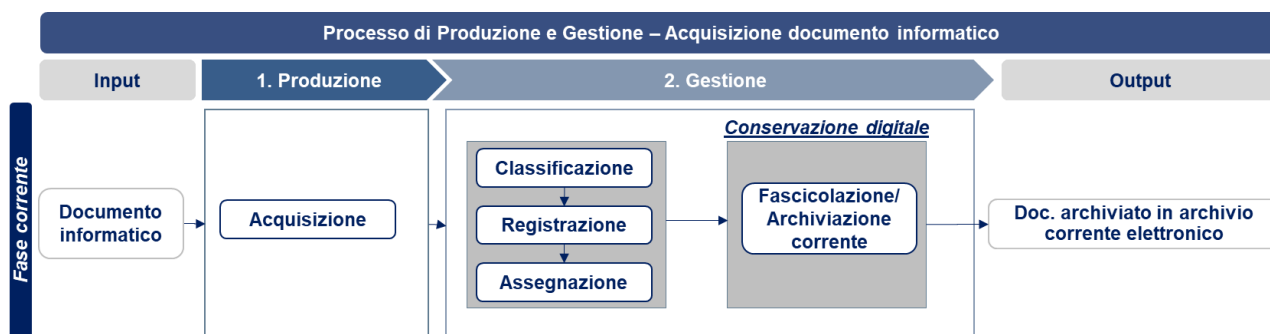 Processo di Produzione e Gestione – Acquisizione documento informatico
Input
1. Produzione
2. Gestione
Output
Fase corrente
Documento
informatico
Acquisizione
Classificazione
Registrazione
Assegnazione
Conservazione digitale
Fascicolazione/
Archiviazione
corrente
Doc. archiviato in archivio
corrente elettronico